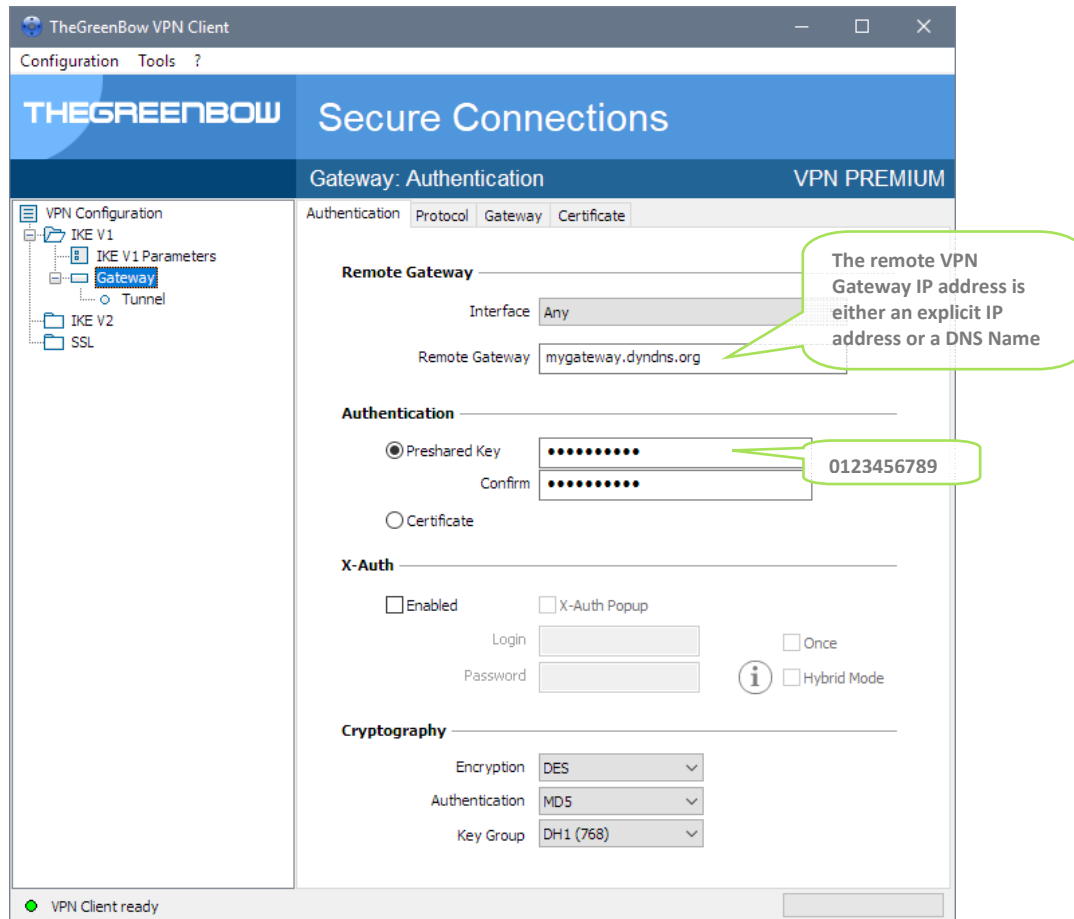 TheGreenBow VPN Client
Configuration Tools ?
THEGREENBOW
Secure Connections
Gateway: Authentication
VPN PREMIUM
VPN Configuration
IKE V1
IKE V1 Parameters
Gateway
Tunnel
IKE V2
SSL
Authentication Protocol Gateway Certificate
Remote Gateway
Interface Any
Remote Gateway mygateway.dyndns.org
The remote VPN
Gateway IP address is
either an explicit IP
address or a DNS Name
Authentication
Preshared Key ••••••••••
0123456789
Confirm ••••••••••
Certificate
X-Auth
Enabled X-Auth Popup
Login Once
Password i Hybrid Mode
Cryptography
Encryption DES
Authentication MD5
Key Group DH1 (768)
VPN Client ready